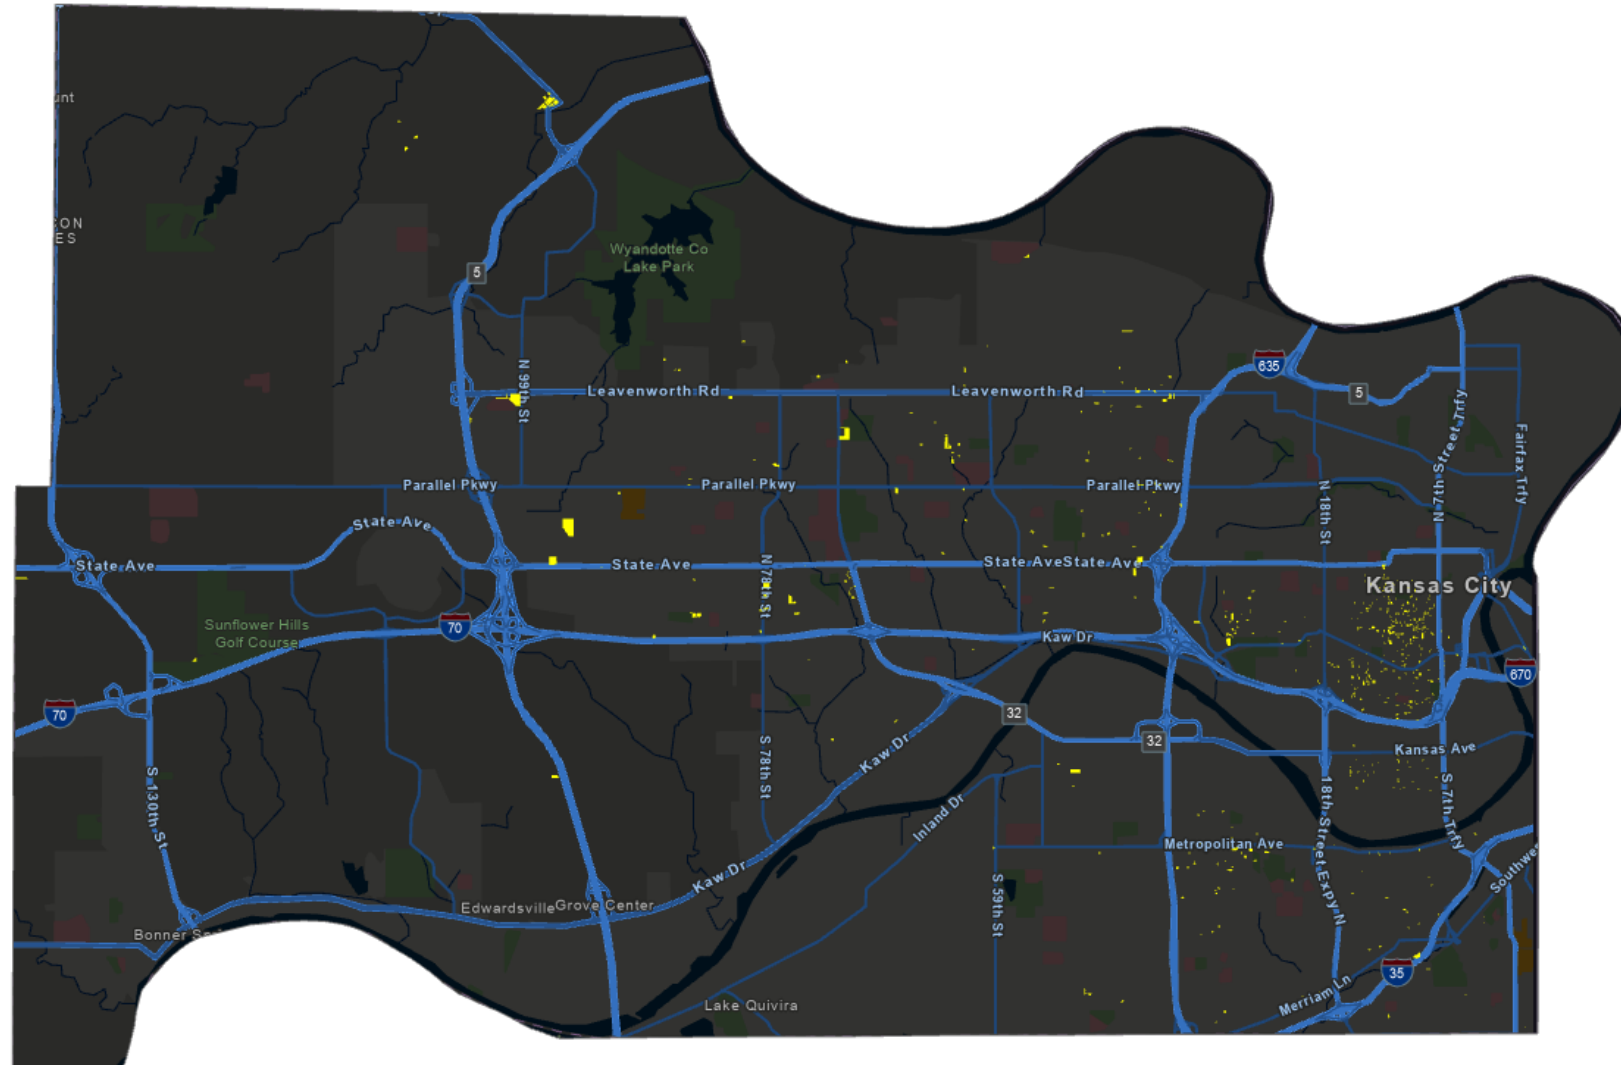 unt
ON
ES
Wyandotte Co
Lake Park
5
N 99th St
Leavenworth Rd
Leavenworth Rd
635
5
N 7th Street Trfy
Fairfax Trfy
Parallel Pkwy
Parallel Pkwy
Parallel Pkwy
N 18th St
State Ave
State Ave
State Ave
State Ave
State Ave
N 78th St
Kansas City
Sunflower Hills
Golf Course
70
Kaw Dr
670
70
32
32
Kansas Ave
S 130th St
S 78th St
Kaw Dr
Inland Dr
18th Street Expy N
S 7th Trfy
Metropolitan Ave
Southwe
Kaw Dr
S 59th St
Edwardsville
Grove Center
Bonner S
35
Merriam Ln
Lake Quivira